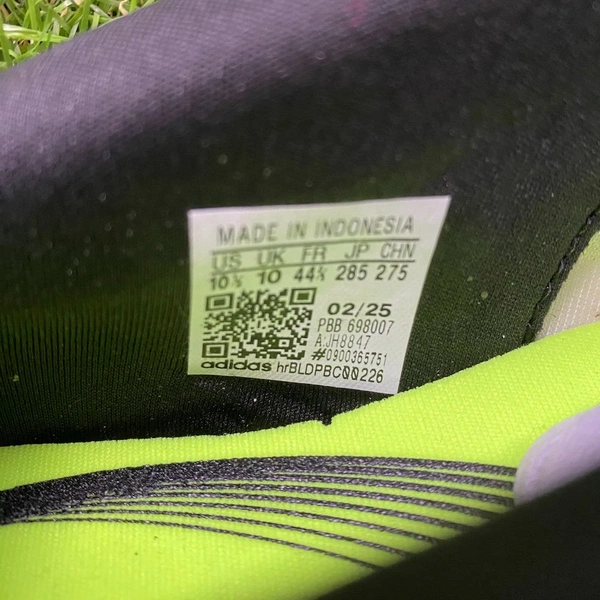 MADE IN INDONESIA
US UK FR JP CHN
10½ 10 44⅔ 285 275
02/25
PBB 698007
A:JH8847
#0900365751
adidas hrBLDPBC00226